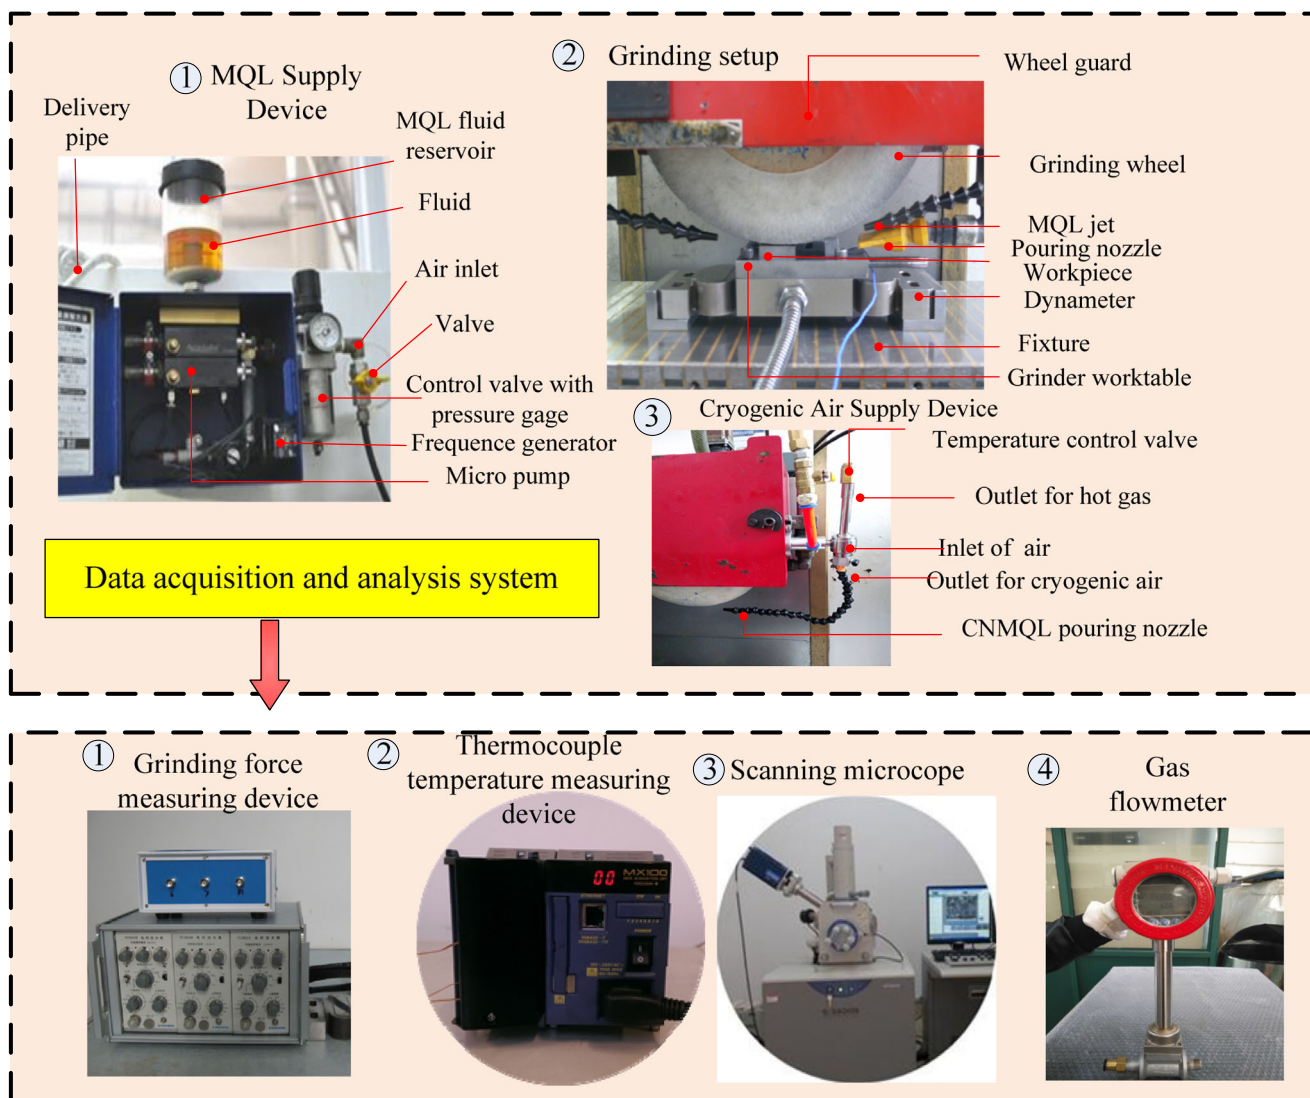 ① MQL Supply
Device
Delivery
pipe
MQL fluid
reservoir
Fluid
Air inlet
Valve
Control valve with
pressure gage
Frequence generator
Micro pump
② Grinding setup
Wheel guard
Grinding wheel
MQL jet
Pouring nozzle
Workpiece
Dynameter
Fixture
Grinder worktable
③ Cryogenic Air Supply Device
Temperature control valve
Outlet for hot gas
Inlet of air
Outlet for cryogenic air
CNMQL pouring nozzle
Data acquisition and analysis system
① Grinding force
measuring device
② Thermocouple
temperature measuring
device
00
MX100
③ Scanning microcope
④ Gas
flowmeter